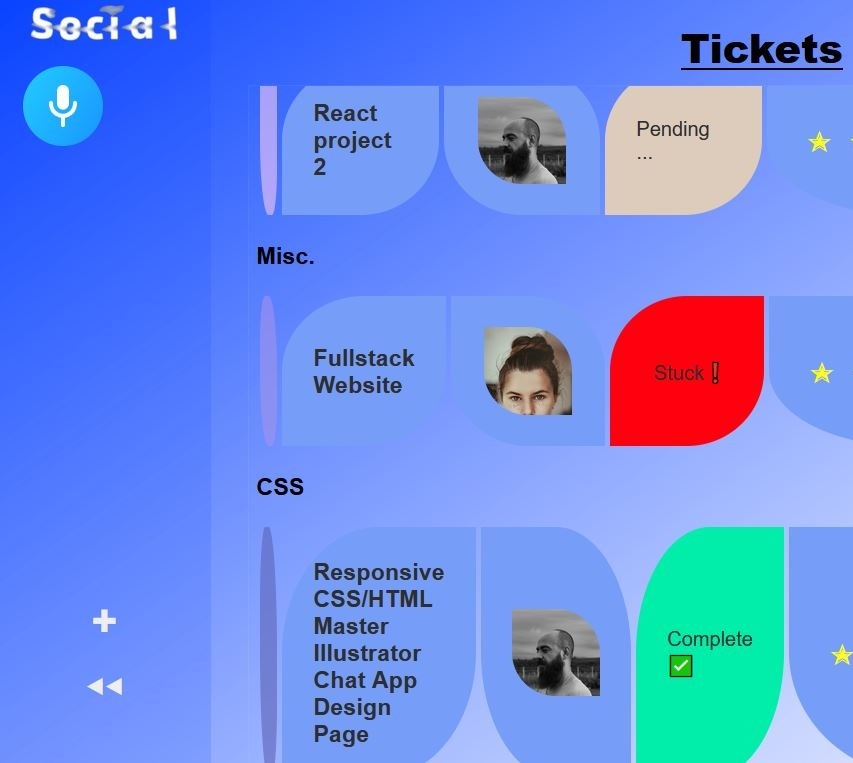 Social
Tickets
React
project
2
Pending
...
Misc.
Fullstack
Website
Stuck❗
CSS
Responsive
CSS/HTML
Master
Illustrator
Chat App
Design
Page
Complete
✅